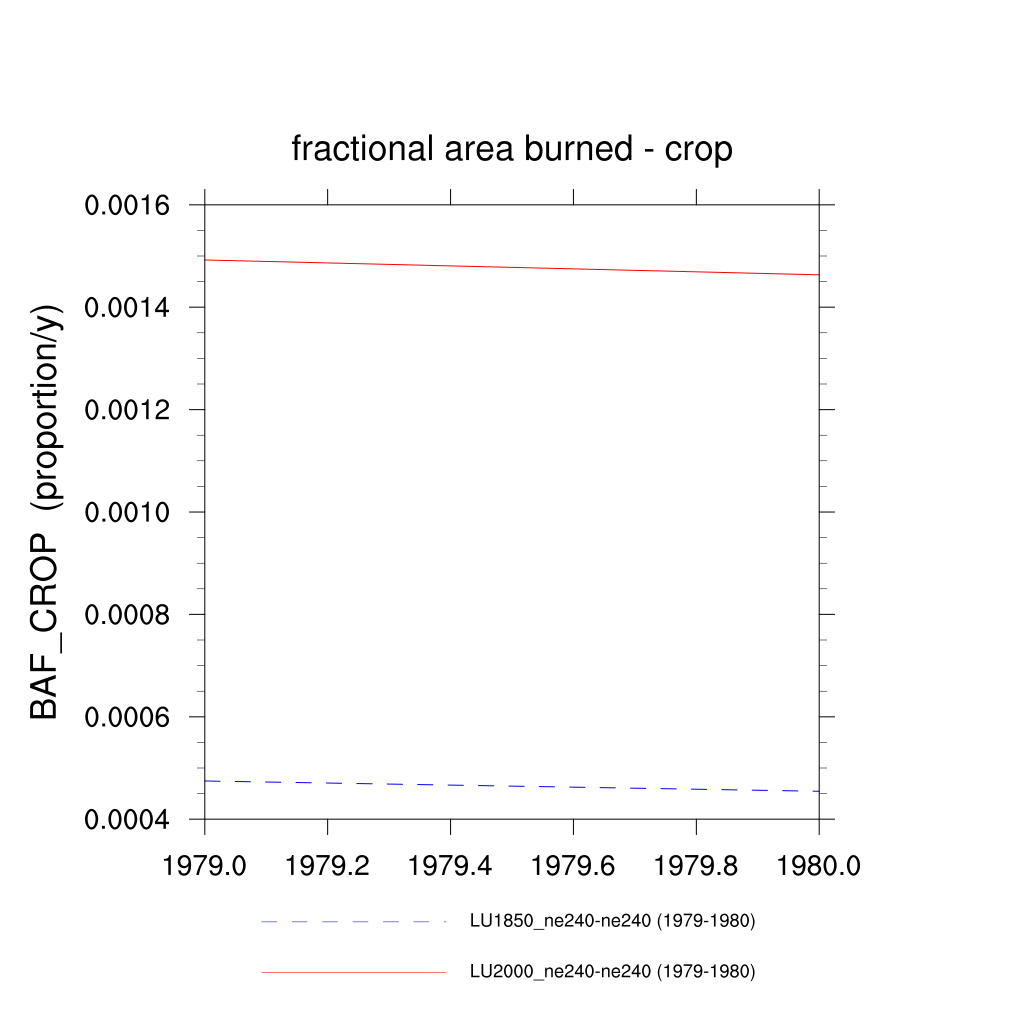 fractional area burned - crop
BAF_CROP (proportion/y)
0.0016
0.0014
0.0012
0.0010
0.0008
0.0006
0.0004
1979.0 1979.2 1979.4 1979.6 1979.8 1980.0
LU1850_ne240-ne240 (1979-1980)
LU2000_ne240-ne240 (1979-1980)